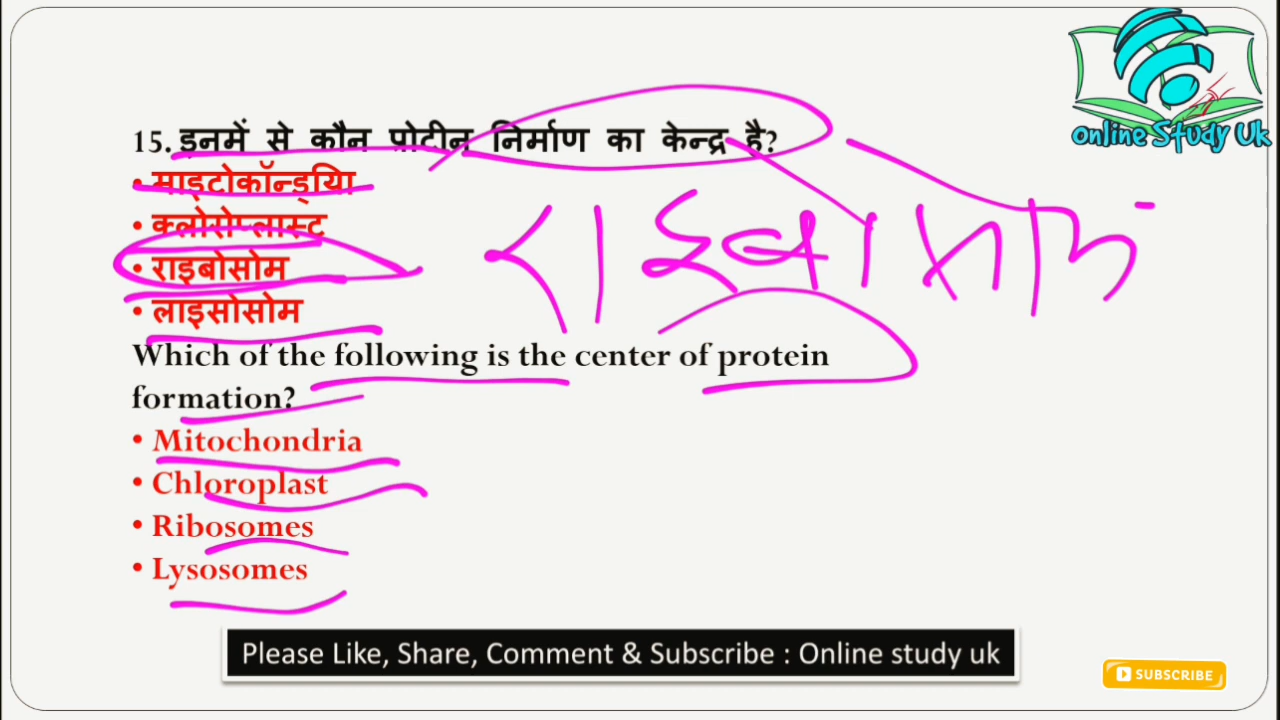 Online Study Uk
15. इनमें से कौन प्रोटीन निर्माण का केन्द्र है?
• माइटोकॉन्ड्रिया
• क्लोरोप्लास्ट
• राइबोसोम
• लाइसोसोम
Which of the following is the center of protein
formation?
• Mitochondria
• Chloroplast
• Ribosomes
• Lysosomes
Please Like, Share, Comment & Subscribe : Online study uk
SUBSCRIBE